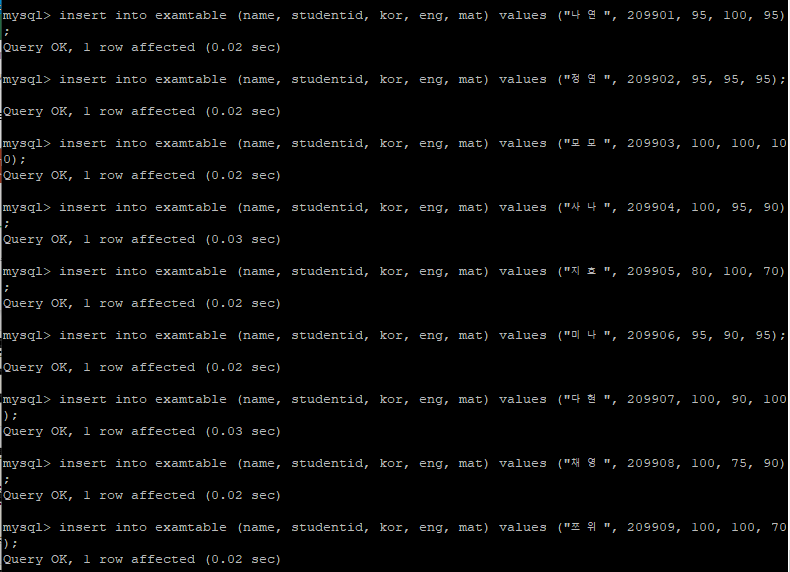 mysql> insert into examtable (name, studentid, kor, eng, mat) values ("나연", 209901, 95, 100, 95)
;
Query OK, 1 row affected (0.02 sec)
mysql> insert into examtable (name, studentid, kor, eng, mat) values ("정연", 209902, 95, 95, 95);
Query OK, 1 row affected (0.02 sec)
mysql> insert into examtable (name, studentid, kor, eng, mat) values ("모모", 209903, 100, 100, 10
0);
Query OK, 1 row affected (0.02 sec)
mysql> insert into examtable (name, studentid, kor, eng, mat) values ("사나", 209904, 100, 95, 90)
;
Query OK, 1 row affected (0.03 sec)
mysql> insert into examtable (name, studentid, kor, eng, mat) values ("지효", 209905, 80, 100, 70)
;
Query OK, 1 row affected (0.02 sec)
mysql> insert into examtable (name, studentid, kor, eng, mat) values ("미나", 209906, 95, 90, 95);
Query OK, 1 row affected (0.02 sec)
mysql> insert into examtable (name, studentid, kor, eng, mat) values ("다현", 209907, 100, 90, 100
);
Query OK, 1 row affected (0.03 sec)
mysql> insert into examtable (name, studentid, kor, eng, mat) values ("채영", 209908, 100, 75, 90)
;
Query OK, 1 row affected (0.02 sec)
mysql> insert into examtable (name, studentid, kor, eng, mat) values ("쯔위", 209909, 100, 100, 70
);
Query OK, 1 row affected (0.02 sec)